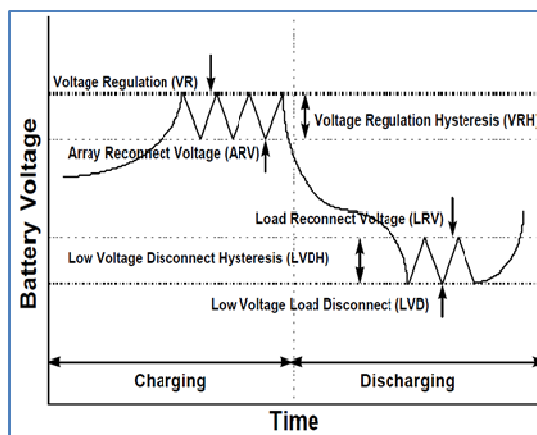 Voltage Regulation (VR)
Voltage Regulation Hysteresis (VRH)
Array Reconnect Voltage (ARV)
Load Reconnect Voltage (LRV)
Low Voltage Disconnect Hysteresis (LVDH)
Low Voltage Load Disconnect (LVD)
Battery Voltage
Charging
Discharging
Time